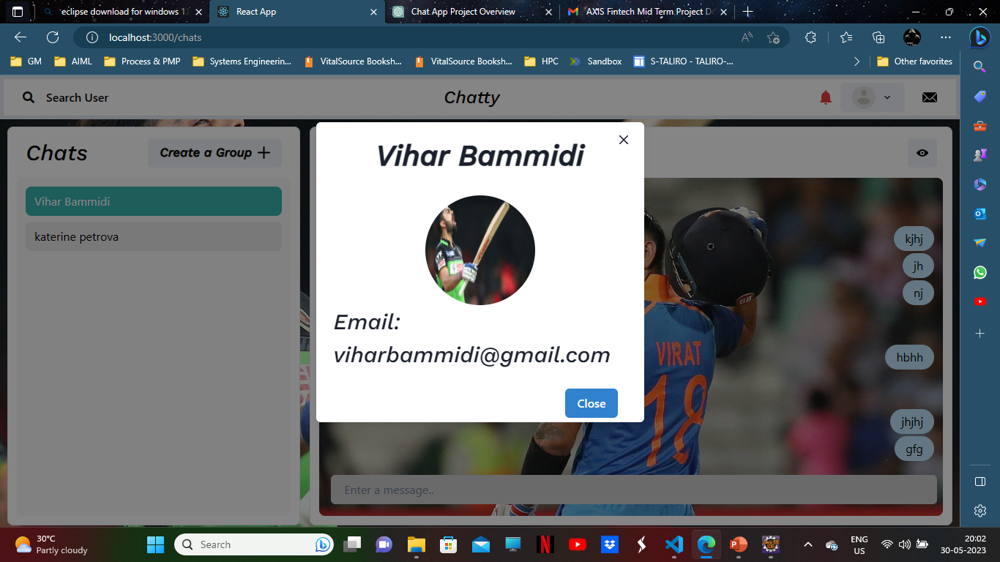 eclipse download for windows 1
React App
Chat App Project Overview
AXIS Fintech Mid Term Project D
localhost:3000/chats
GM
AIML
Process & PMP
Systems Engineerin...
VitalSource Booksh...
VitalSource Booksh...
HPC
Sandbox
S-TALIRO - TALIRO-...
Other favorites
Search User
Chatty
Chats
Create a Group
Vihar Bammidi
katerine petrova
Vihar Bammidi
Email:
viharbammidi@gmail.com
Close
kjhj
jh
nj
hbhh
jhjhj
gfg
VIRAT
18
Enter a message..
30°C
Partly cloudy
Search
ENG
US
20:02
30-05-2023